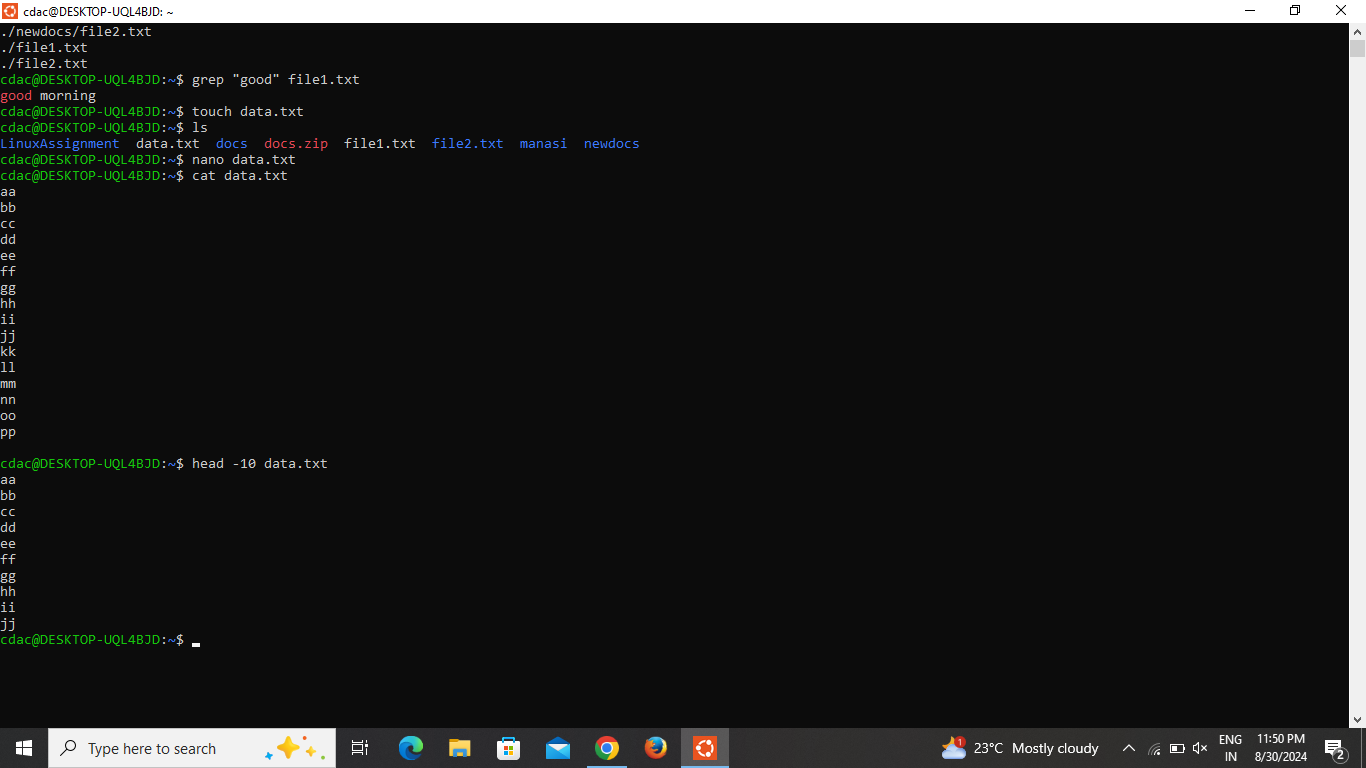 cdac@DESKTOP-UQL4BJD: ~
./newdocs/file2.txt
./file1.txt
./file2.txt
cdac@DESKTOP-UQL4BJD:~$ grep "good" file1.txt
good morning
cdac@DESKTOP-UQL4BJD:~$ touch data.txt
cdac@DESKTOP-UQL4BJD:~$ ls
LinuxAssignment  data.txt  docs  docs.zip  file1.txt  file2.txt  manasi  newdocs
cdac@DESKTOP-UQL4BJD:~$ nano data.txt
cdac@DESKTOP-UQL4BJD:~$ cat data.txt
aa
bb
cc
dd
ee
ff
gg
hh
ii
jj
kk
ll
mm
nn
oo
pp
cdac@DESKTOP-UQL4BJD:~$ head -10 data.txt
aa
bb
cc
dd
ee
ff
gg
hh
ii
jj
cdac@DESKTOP-UQL4BJD:~$
Type here to search
1
23°C Mostly cloudy
ENG
IN
11:50 PM
8/30/2024
2